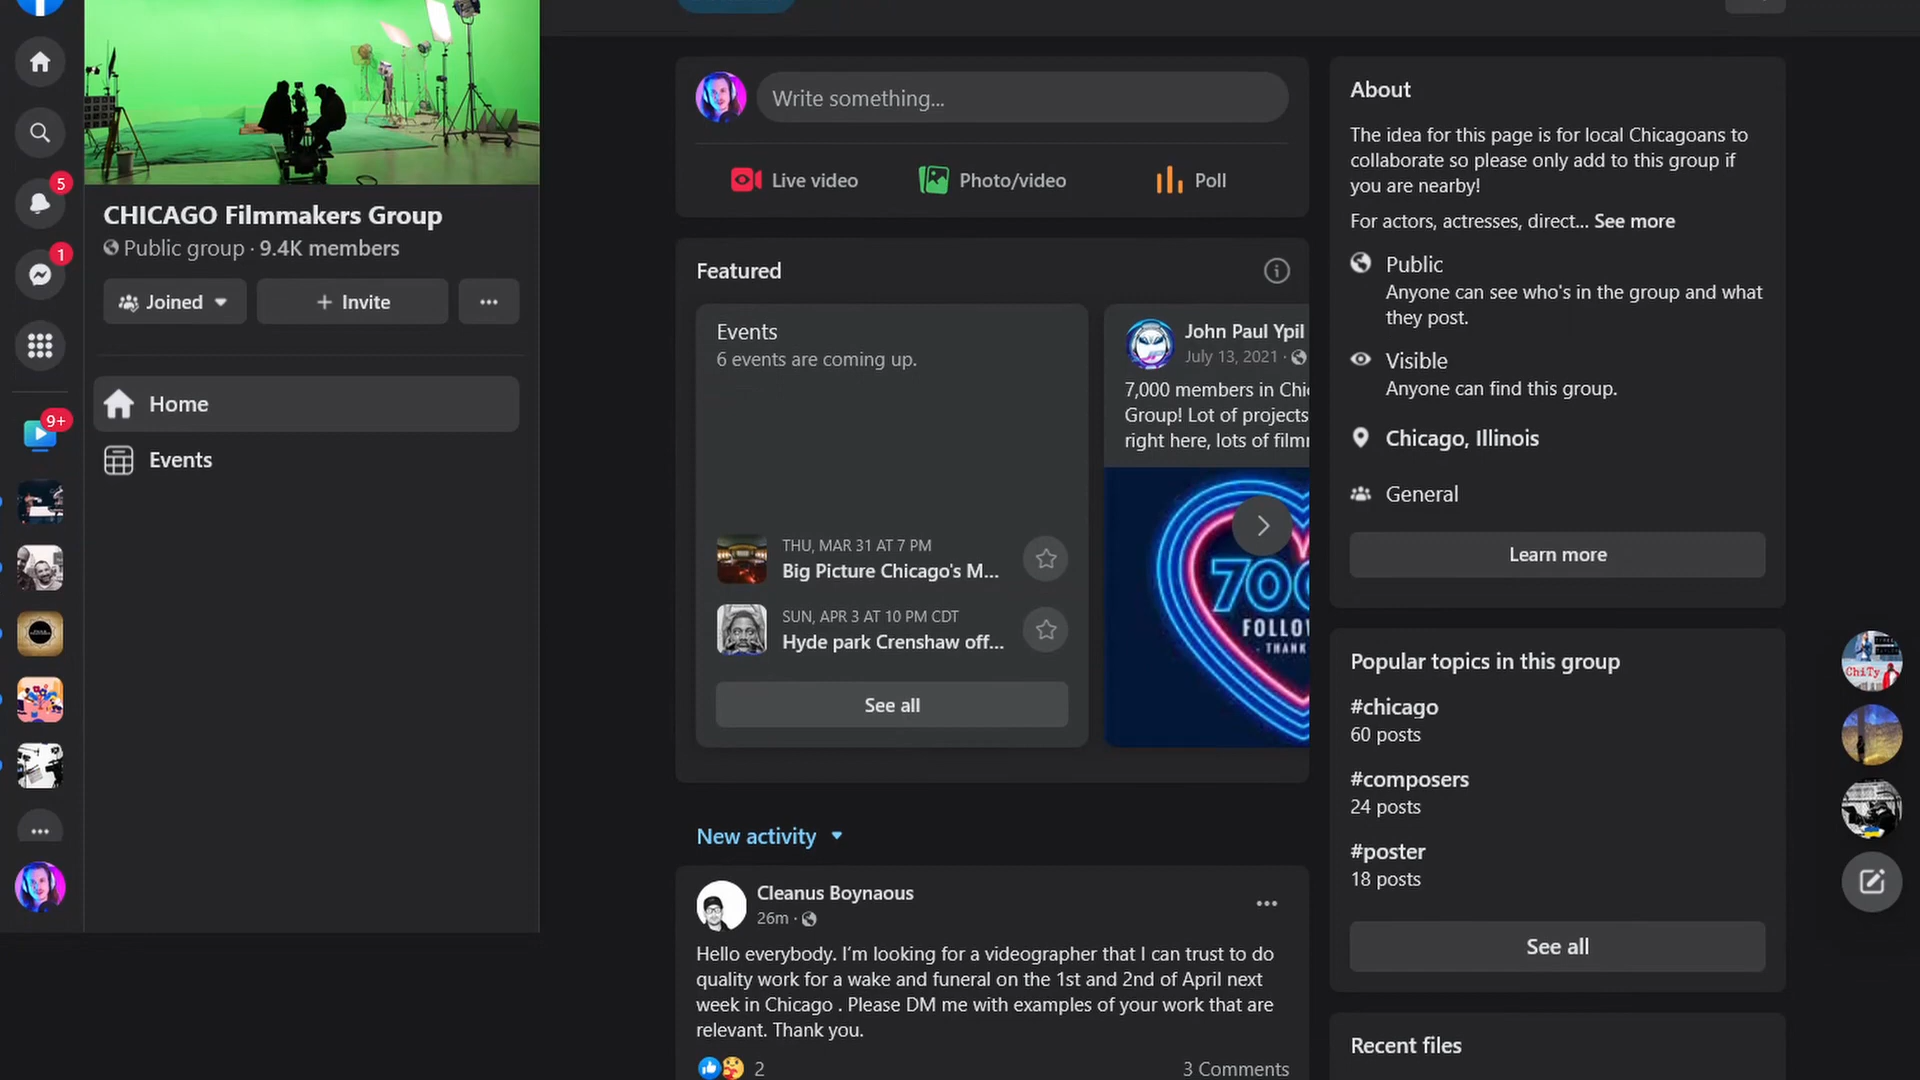 5
1
9+
CHICAGO Filmmakers Group
Public group · 9.4K members
Joined
+ Invite
Home
Events
Write something...
Live video
Photo/video
Poll
Featured
Events
6 events are coming up.
THU, MAR 31 AT 7 PM
Big Picture Chicago's M...
SUN, APR 3 AT 10 PM CDT
Hyde park Crenshaw off...
See all
John Paul Ypil
July 13, 2021 ·
7,000 members in Chi
Group! Lot of projects
right here, lots of film
700
FOLLO
- THANK
New activity
Cleanus Boynaous
26m ·
Hello everybody. I'm looking for a videographer that I can trust to do
quality work for a wake and funeral on the 1st and 2nd of April next
week in Chicago . Please DM me with examples of your work that are
relevant. Thank you.
2
3 Comments
About
The idea for this page is for local Chicagoans to
collaborate so please only add to this group if
you are nearby!
For actors, actresses, direct... See more
Public
Anyone can see who's in the group and what
they post.
Visible
Anyone can find this group.
Chicago, Illinois
General
Learn more
Popular topics in this group
#chicago
60 posts
#composers
24 posts
#poster
18 posts
See all
Recent files
ChiTy